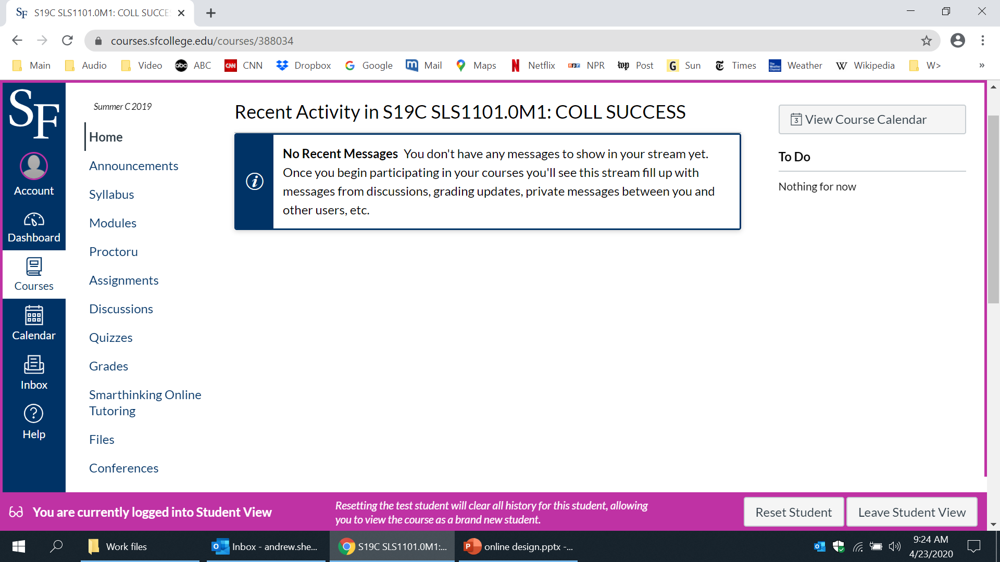 SF S19C SLS1101.0M1: COLL SUCCE
courses.sfcollege.edu/courses/388034
Main Audio Video abc ABC CNN CNN Dropbox Google Mail Maps Netflix npr NPR wp Post G Sun Times Weather W Wikipedia W> »
SF
Account
Dashboard
Courses
Calendar
Inbox
Help
Summer C 2019
Home
Announcements
Syllabus
Modules
Proctoru
Assignments
Discussions
Quizzes
Grades
Smarthinking Online
Tutoring
Files
Conferences
Recent Activity in S19C SLS1101.0M1: COLL SUCCESS
No Recent Messages You don't have any messages to show in your stream yet.
Once you begin participating in your courses you'll see this stream fill up with
messages from discussions, grading updates, private messages between you and
other users, etc.
3 View Course Calendar
To Do
Nothing for now
You are currently logged into Student View
Resetting the test student will clear all history for this student, allowing
you to view the course as a brand new student.
Reset Student
Leave Student View
Work files
Inbox - andrew.she...
S19C SLS1101.0M1:...
online design.pptx -...
9:24 AM
4/23/2020